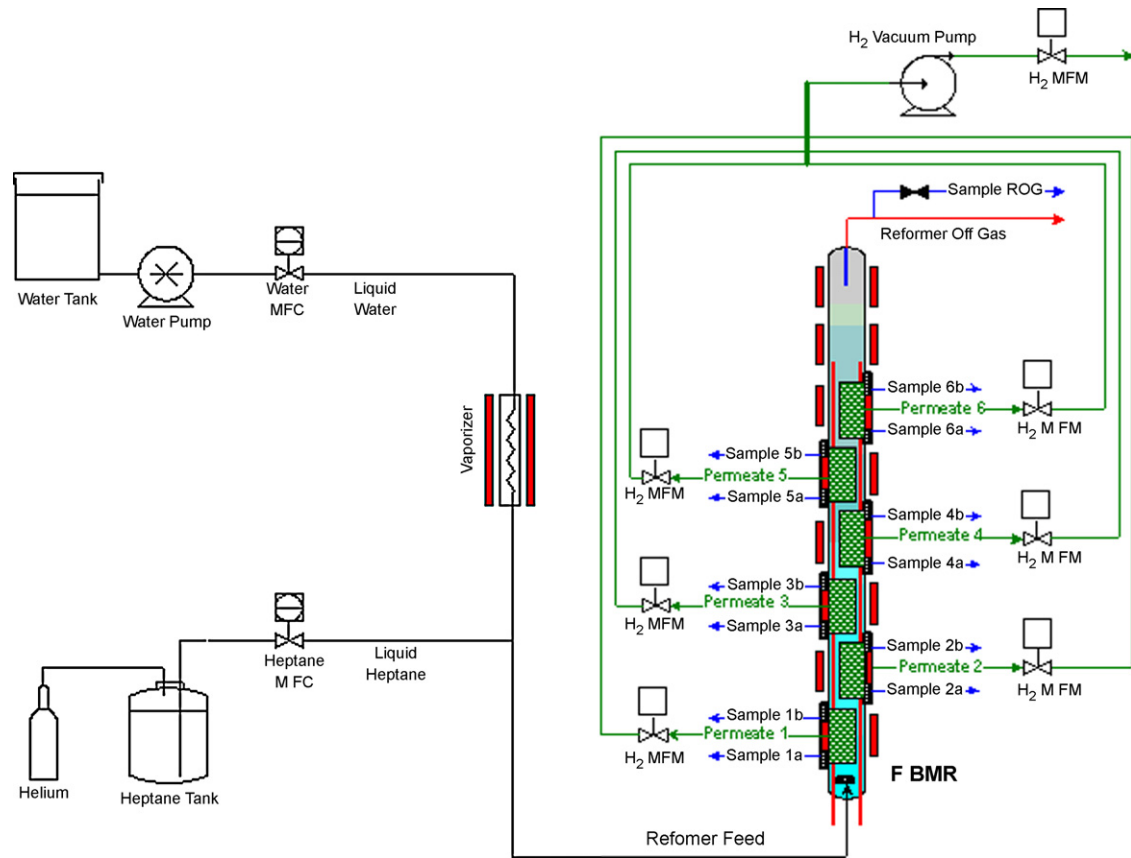 H2 Vacuum Pump
H2 MFM
Sample ROG
Reformer Off Gas
Water Tank
Water Pump
Water
MFC
Liquid
Water
Vaporizer
Sample 6b
Permeate 6
Sample 6a
H2 M FM
Sample 5b
Permeate 5
Sample 5a
H2 MFM
Sample 4b
Permeate 4
Sample 4a
H2 M FM
Sample 3b
Permeate 3
Sample 3a
H2 MFM
Sample 2b
Permeate 2
Sample 2a
H2 M FM
Sample 1b
Permeate 1
Sample 1a
H2 MFM
Heptane
M FC
Liquid
Heptane
Helium
Heptane Tank
F BMR
Refomer Feed